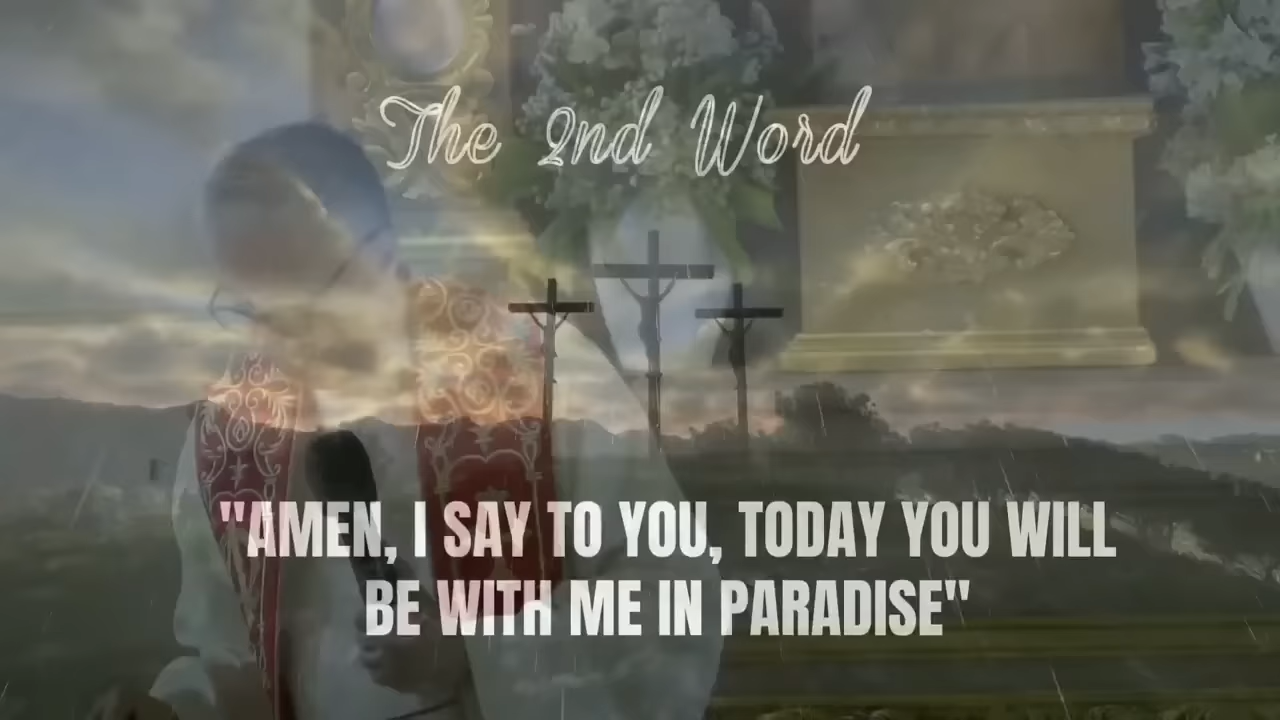 The 2nd Word
"AMEN, I SAY TO YOU, TODAY YOU WILL
BE WITH ME IN PARADISE"